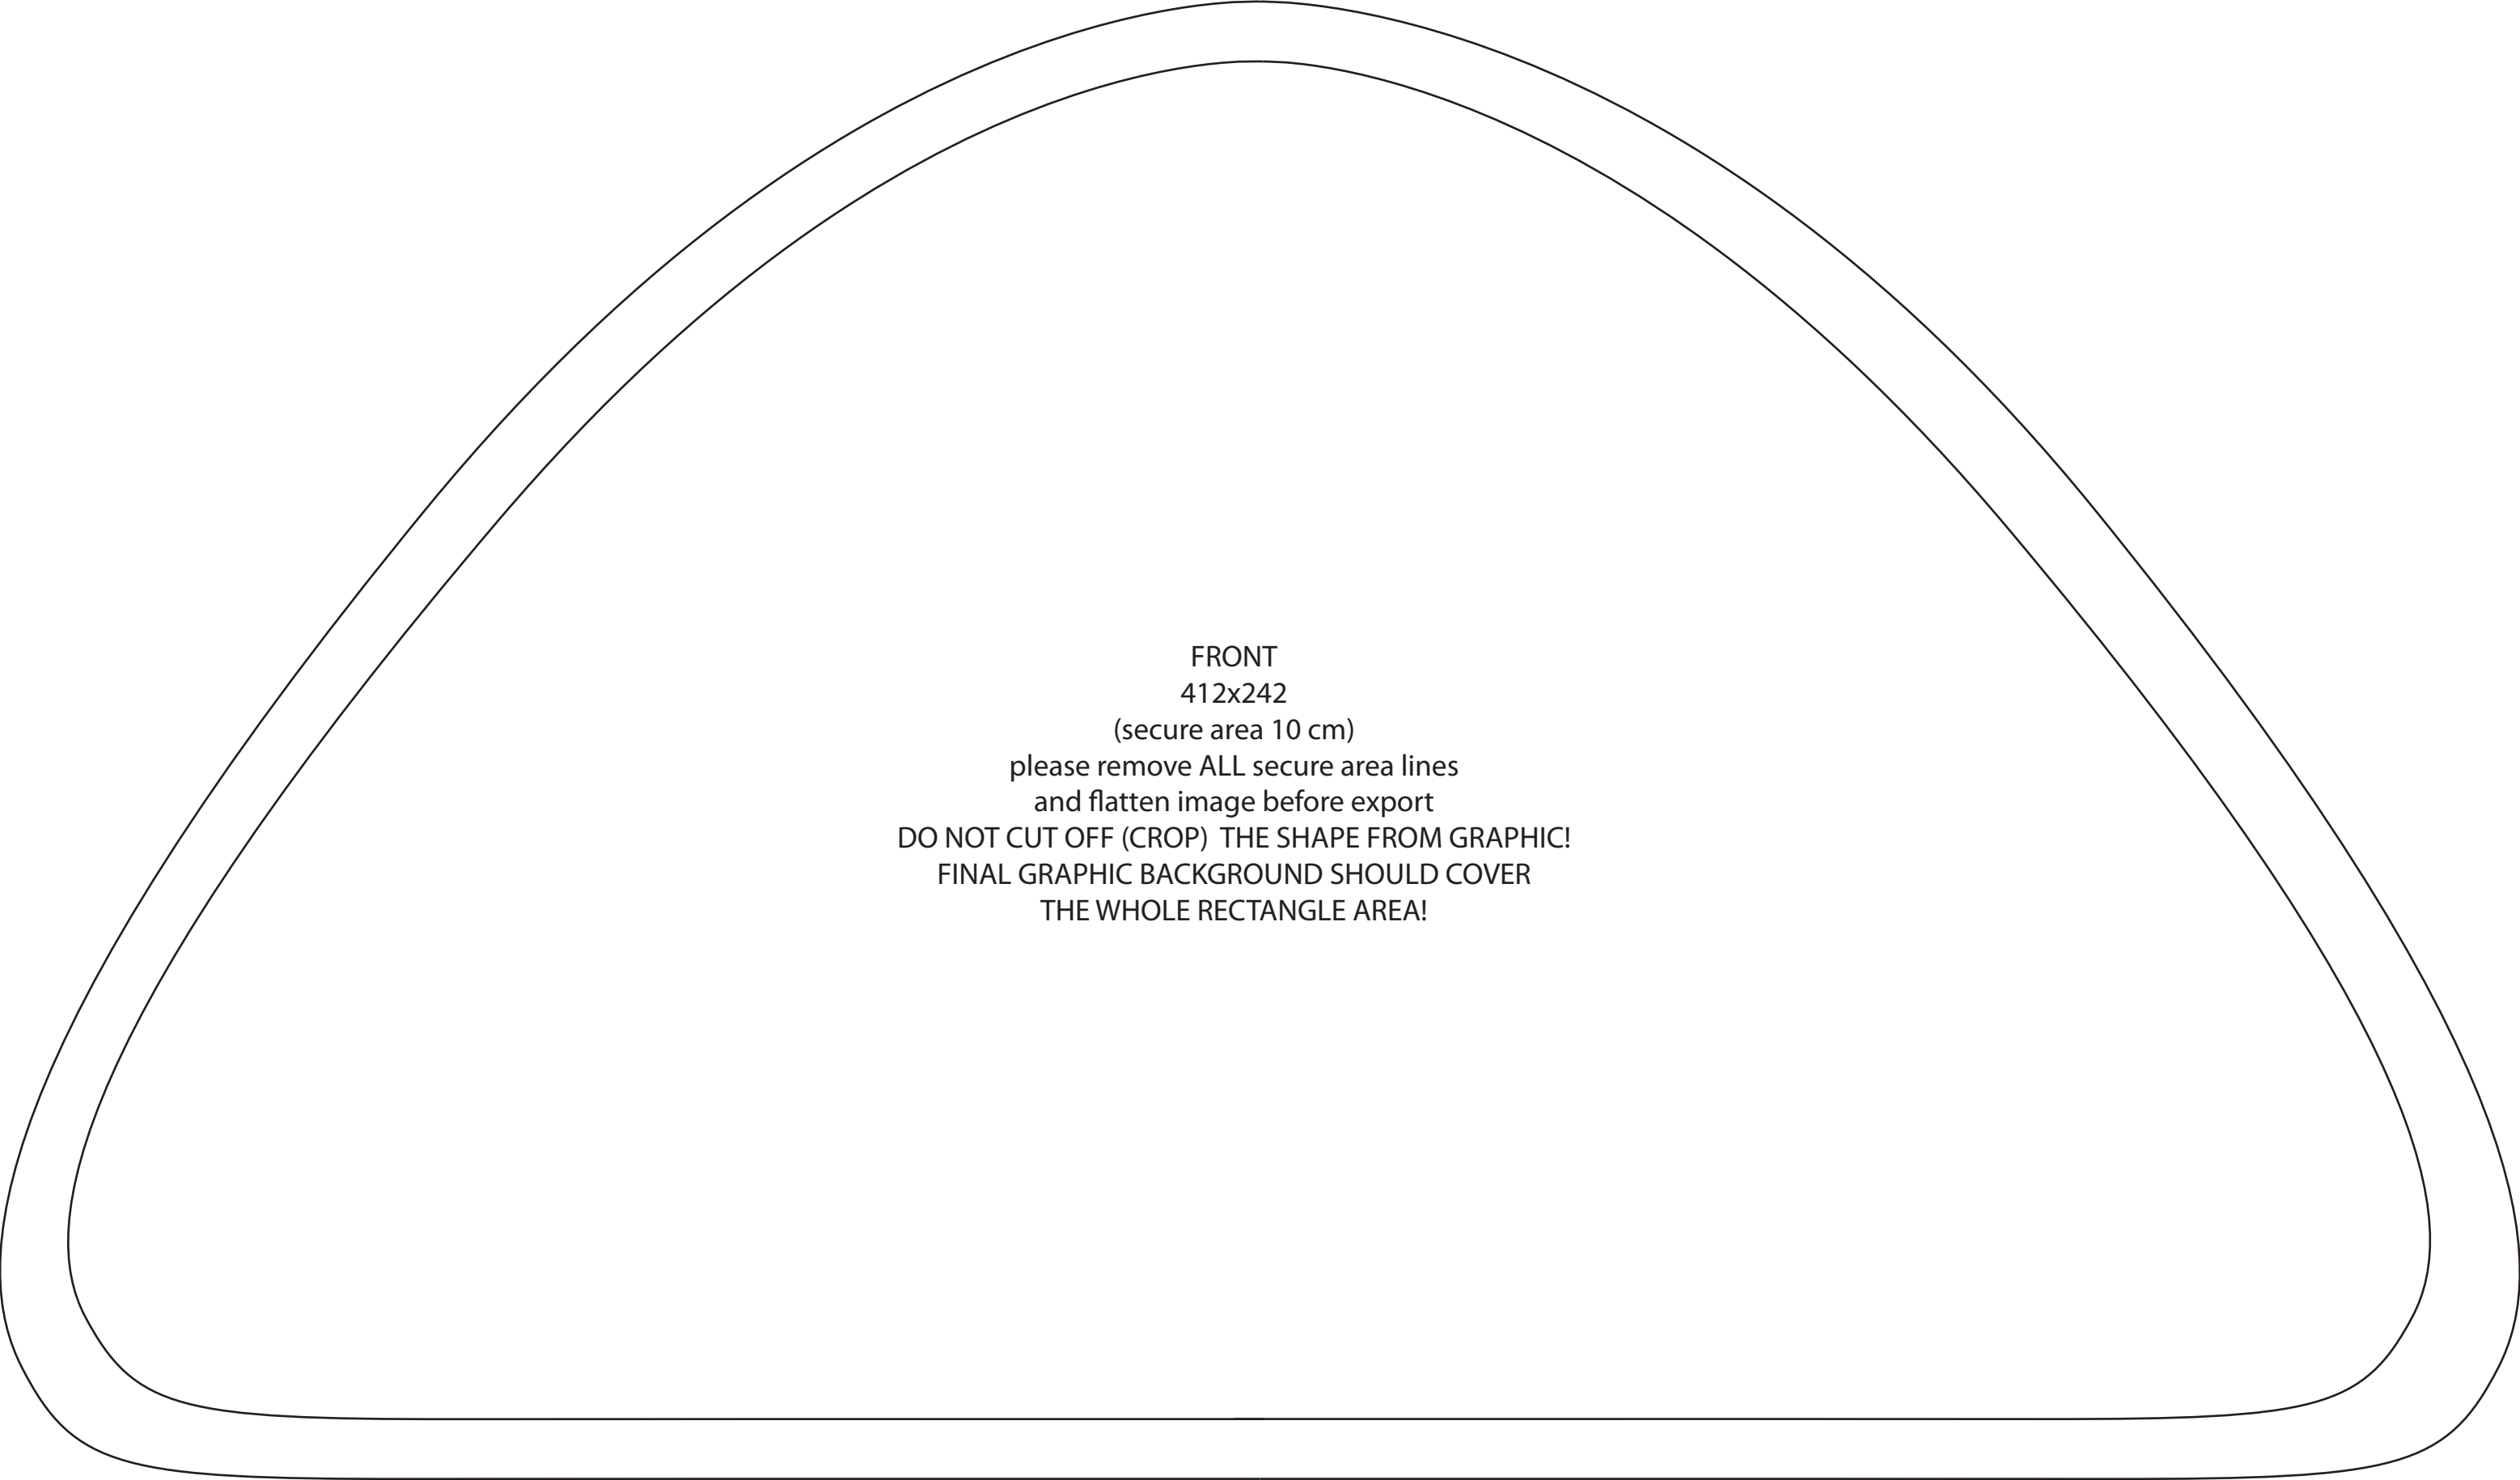 FRONT
412x242
(secure area 10 cm)
please remove ALL secure area lines
and flatten image before export
DO NOT CUT OFF (CROP)  THE SHAPE FROM GRAPHIC!
FINAL GRAPHIC BACKGROUND SHOULD COVER
THE WHOLE RECTANGLE AREA!